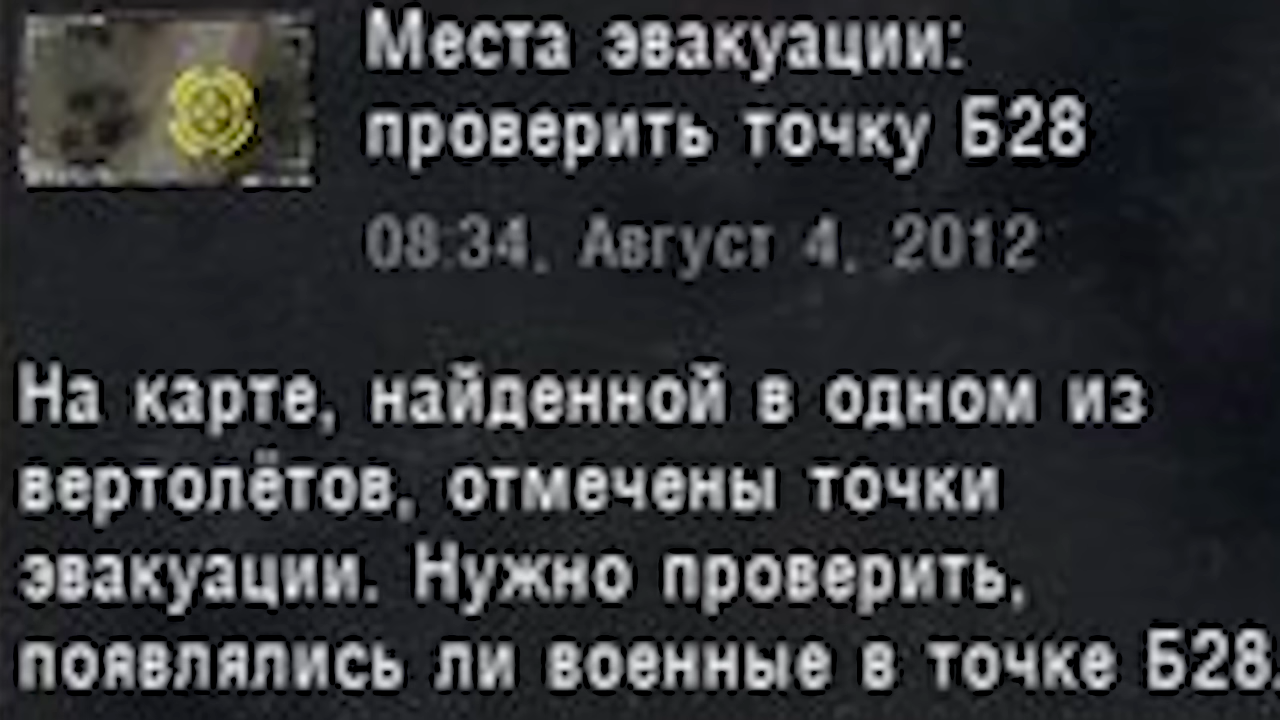 Места эвакуации:
проверить точку Б28
08:34, Август 4, 2012
На карте, найденной в одном из
вертолётов, отмечены точки
эвакуации. Нужно проверить,
появлялись ли военные в точке Б28.